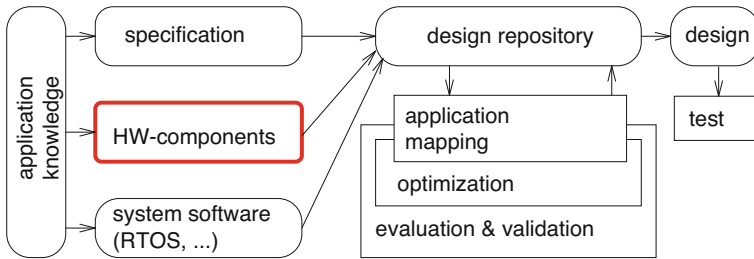 application
knowledge
specification
HW-components
system software
(RTOS, ...)
design repository
application
mapping
optimization
evaluation & validation
design
test